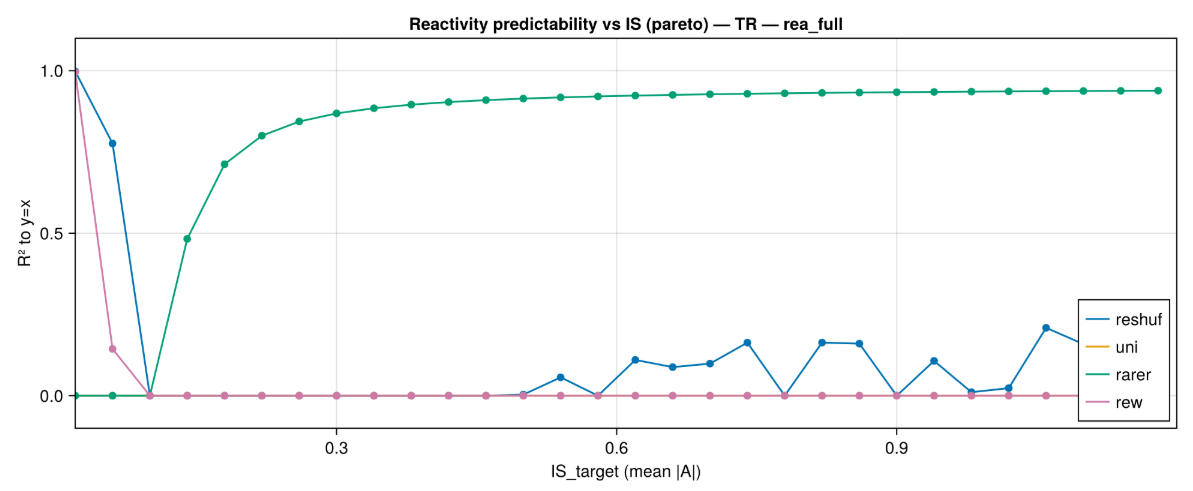 Reactivity predictability vs IS (pareto) — TR — rea_full
R² to y=x
1.0
0.5
0.0
0.3
0.6
0.9
IS_target (mean |A|)
reshuf
uni
rarer
rew